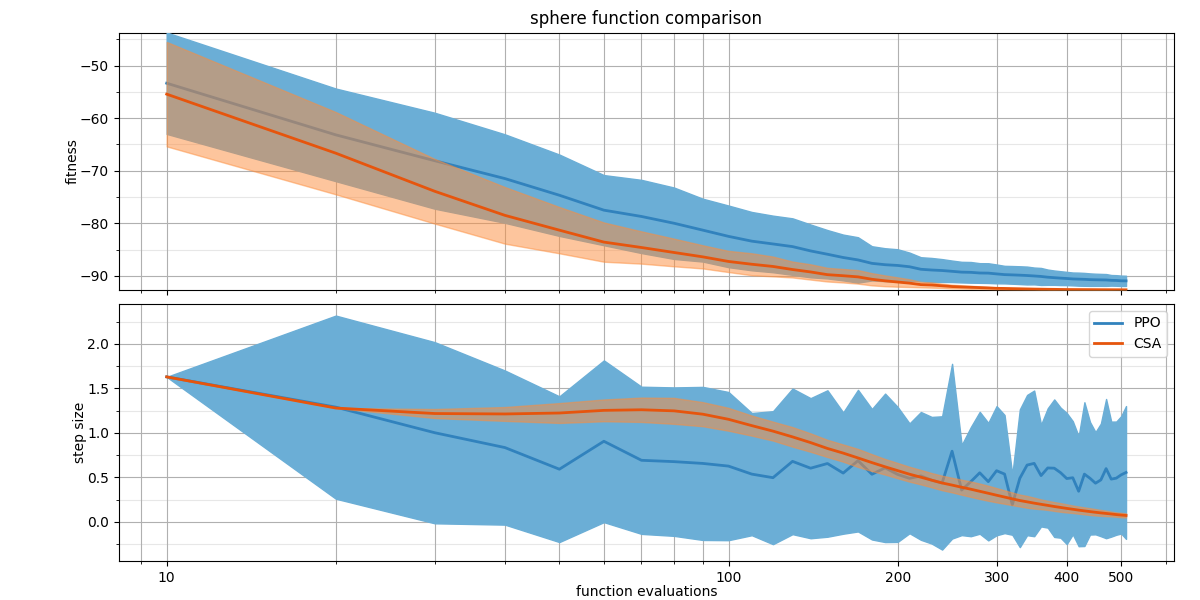 sphere function comparison
fitness
−50
−60
−70
−80
−90
step size
2.0
1.5
1.0
0.5
0.0
PPO
CSA
10 100 200 300 400 500
function evaluations